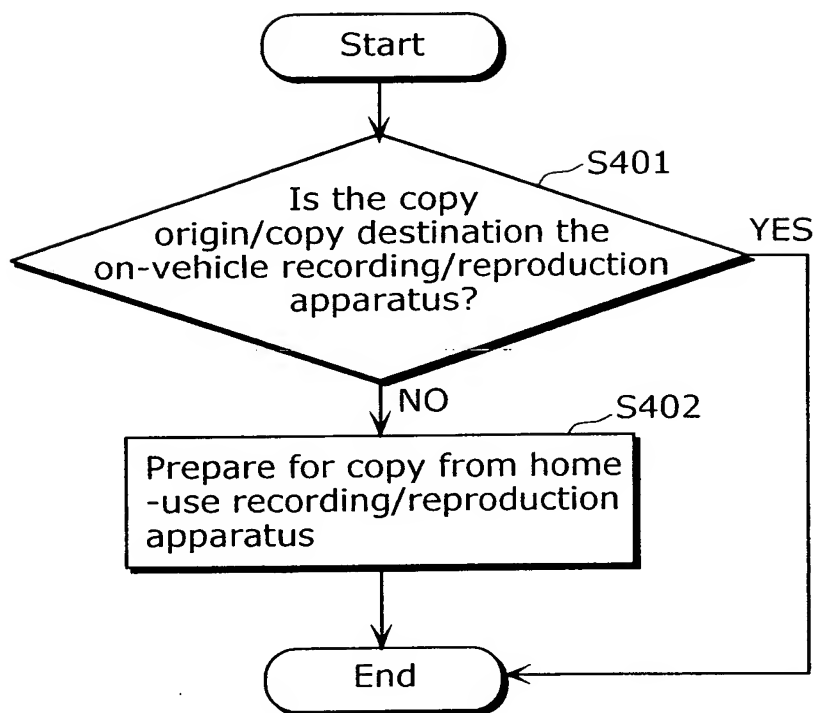 Start
S401
Is the copy
origin/copy destination the
on-vehicle recording/reproduction
apparatus?
YES
NO
S402
Prepare for copy from home
-use recording/reproduction
apparatus
End